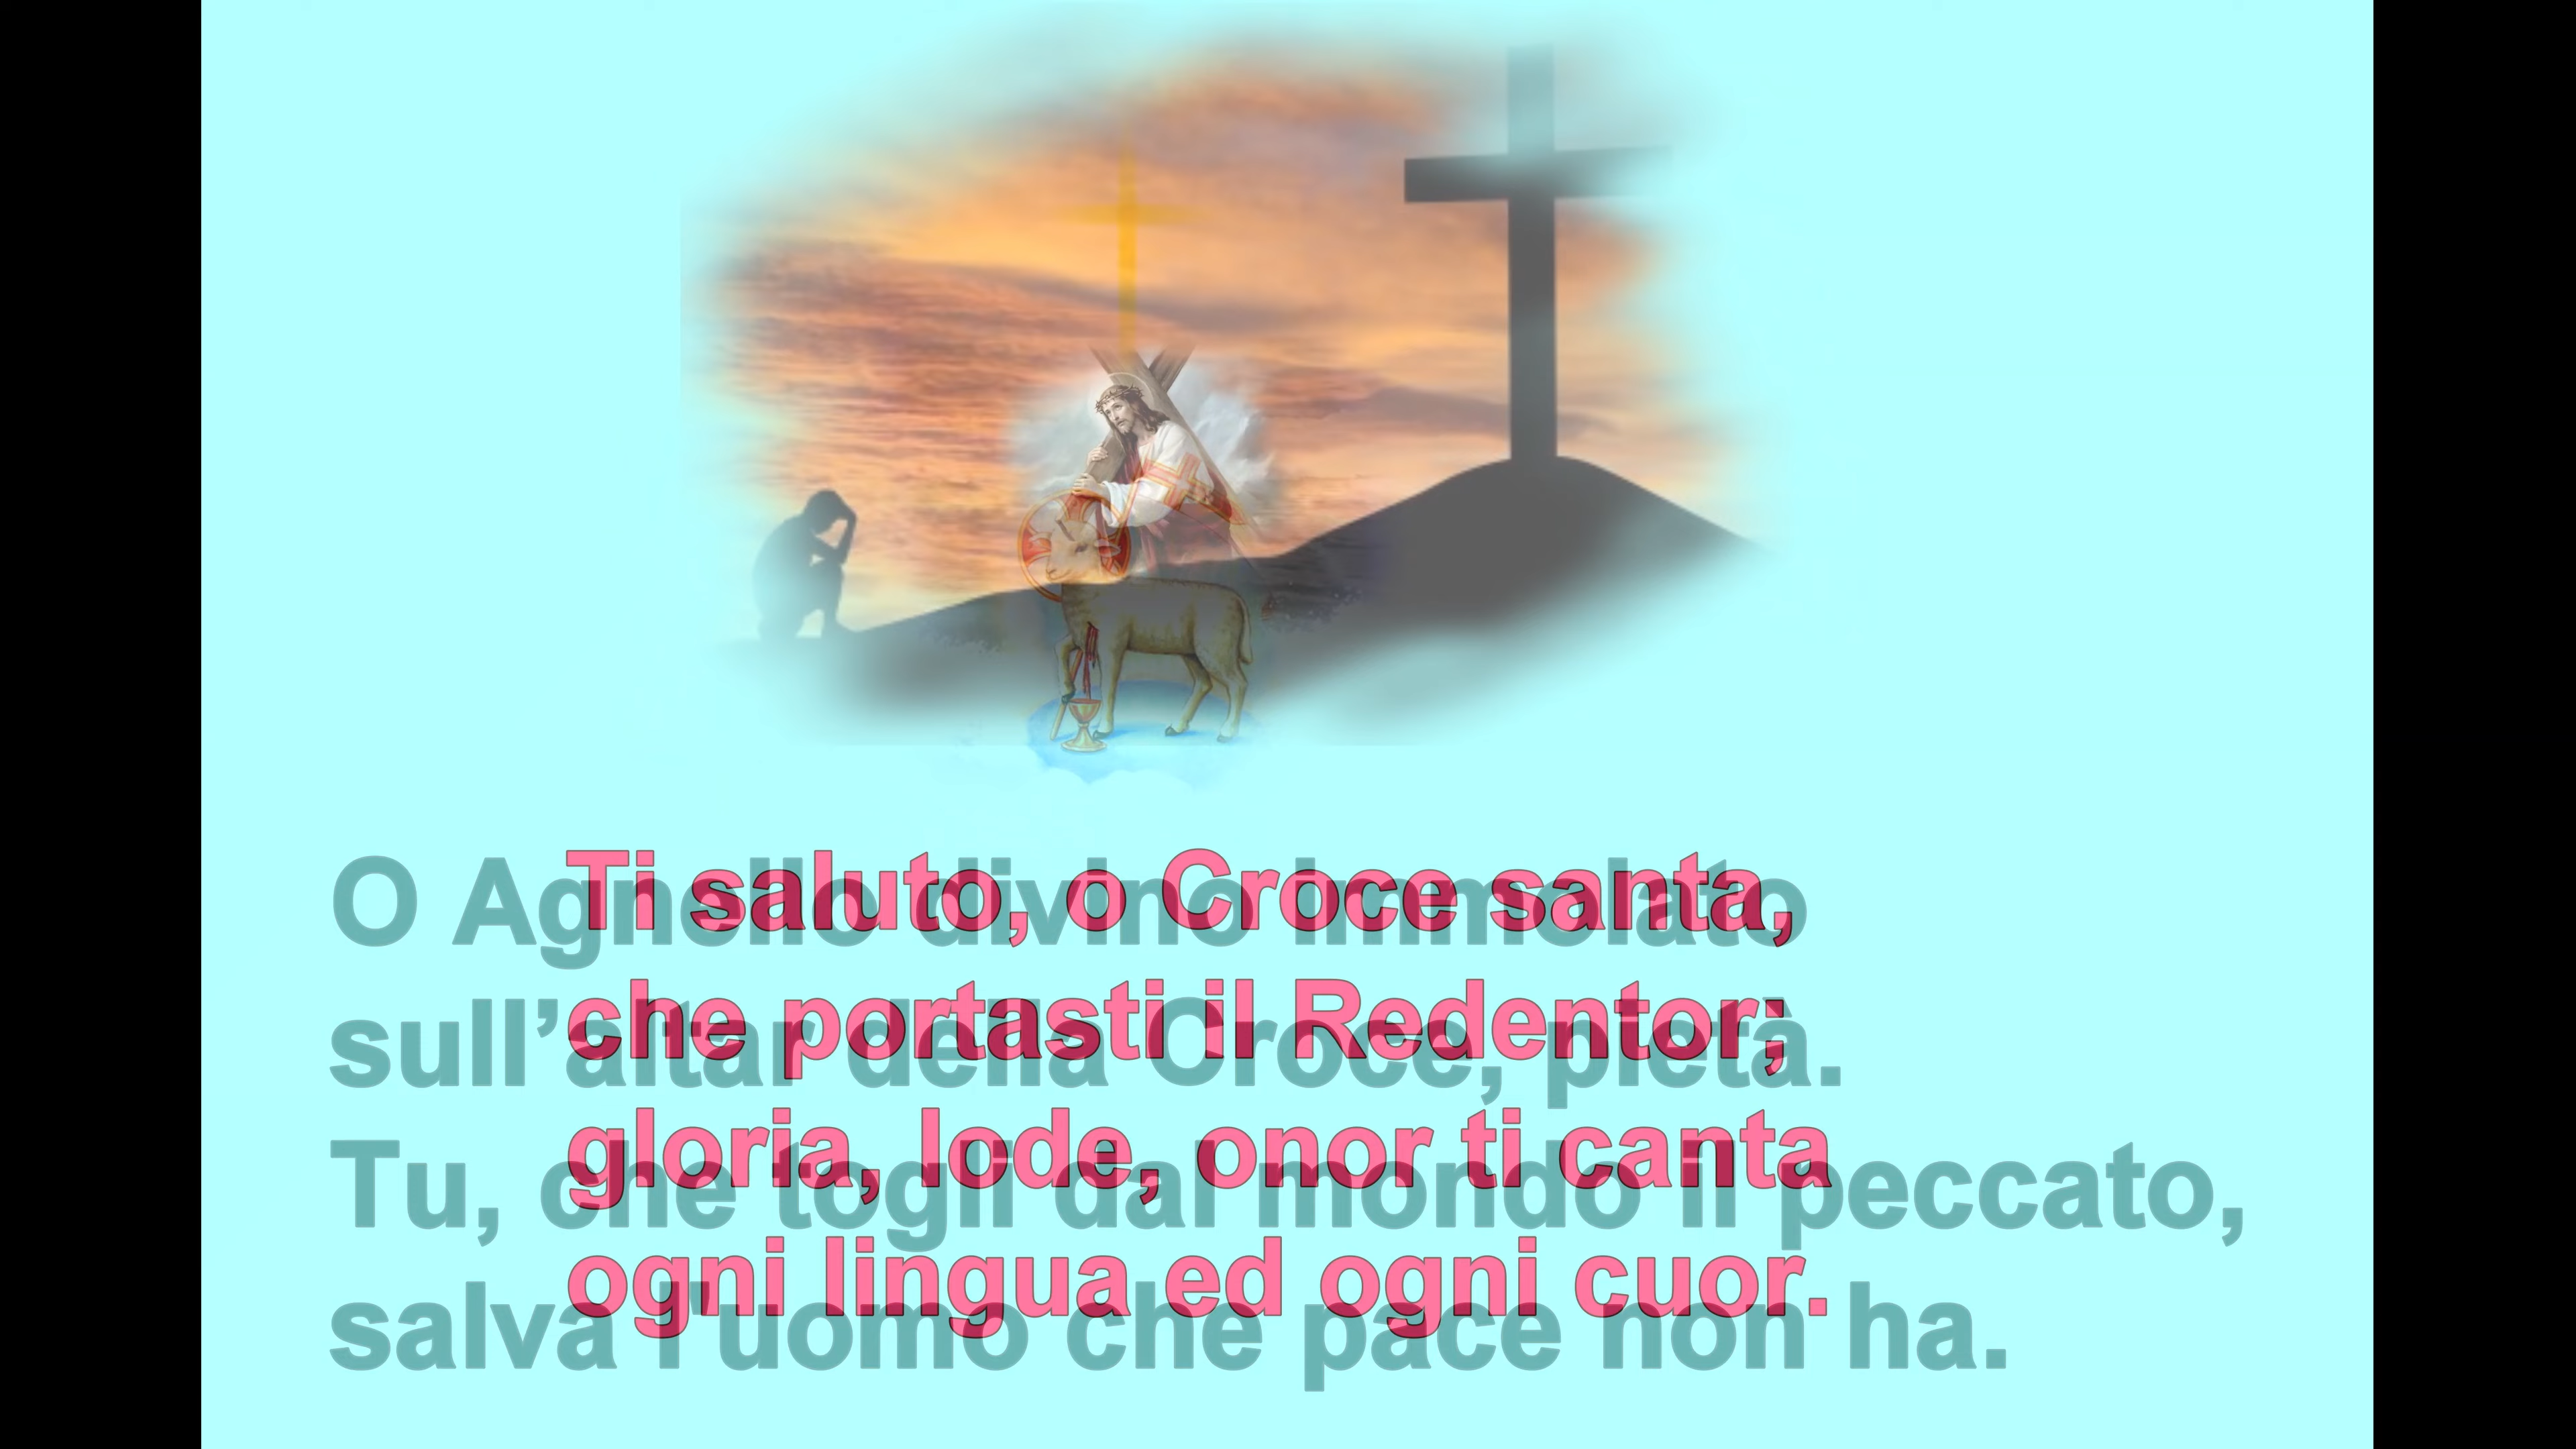 O Agnello divino immolato
sull’altar della Croce, pietà.
Tu, che togli dal mondo il peccato,
salva l'uomo che pace non ha.
Ti saluto, o Croce santa,
che portasti il Redentor;
gloria, lode, onor ti canta
ogni lingua ed ogni cuor.